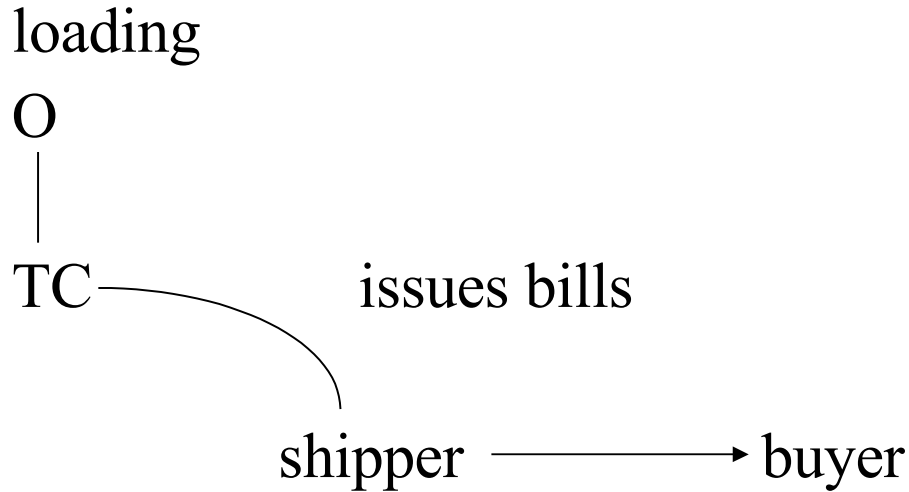 loading
O
TC
issues bills
shipper
buyer